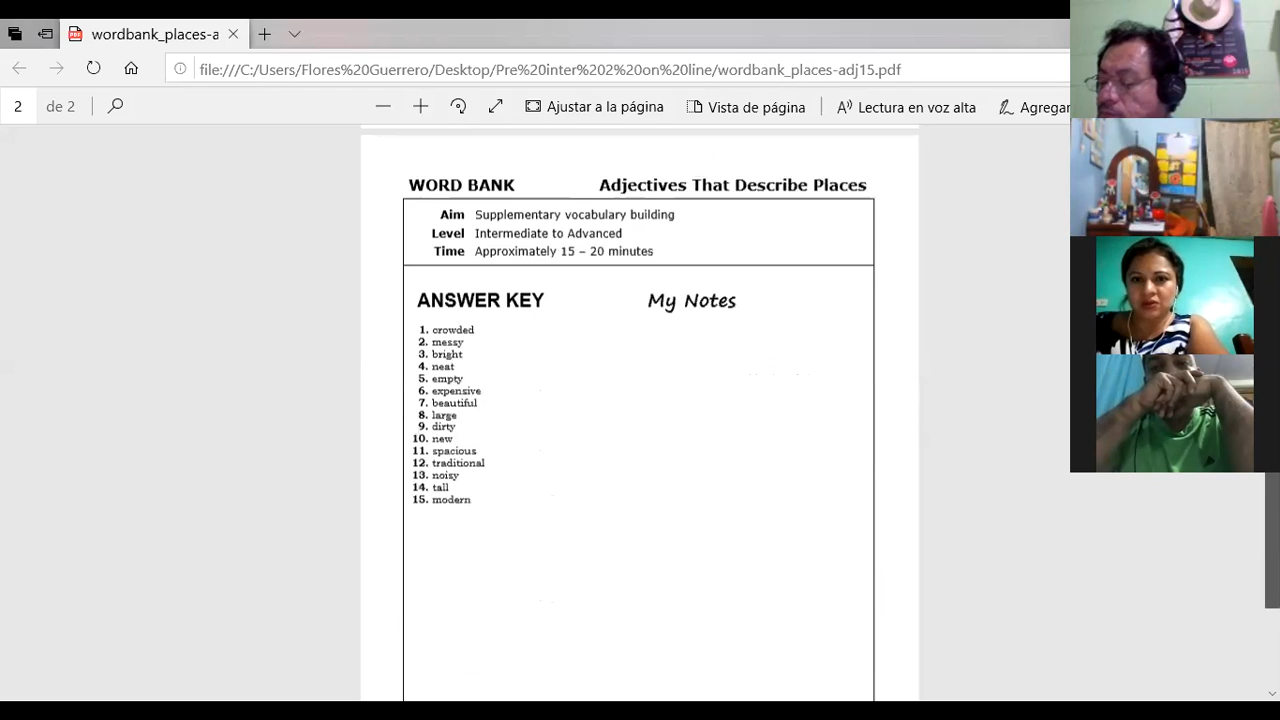 wordbank_places-a
file:///C:/Users/Flores%20Guerrero/Desktop/Pre%20inter%202%20on%20line/wordbank_places-adj15.pdf
2 de 2 Ajustar a la página Vista de página Lectura en voz alta Agregar
WORD BANK Adjectives That Describe Places
Aim Supplementary vocabulary building
Level Intermediate to Advanced
Time Approximately 15 – 20 minutes
ANSWER KEY My Notes
1. crowded
2. messy
3. bright
4. neat
5. empty
6. expensive
7. beautiful
8. large
9. dirty
10. new
11. spacious
12. traditional
13. noisy
14. tall
15. modern